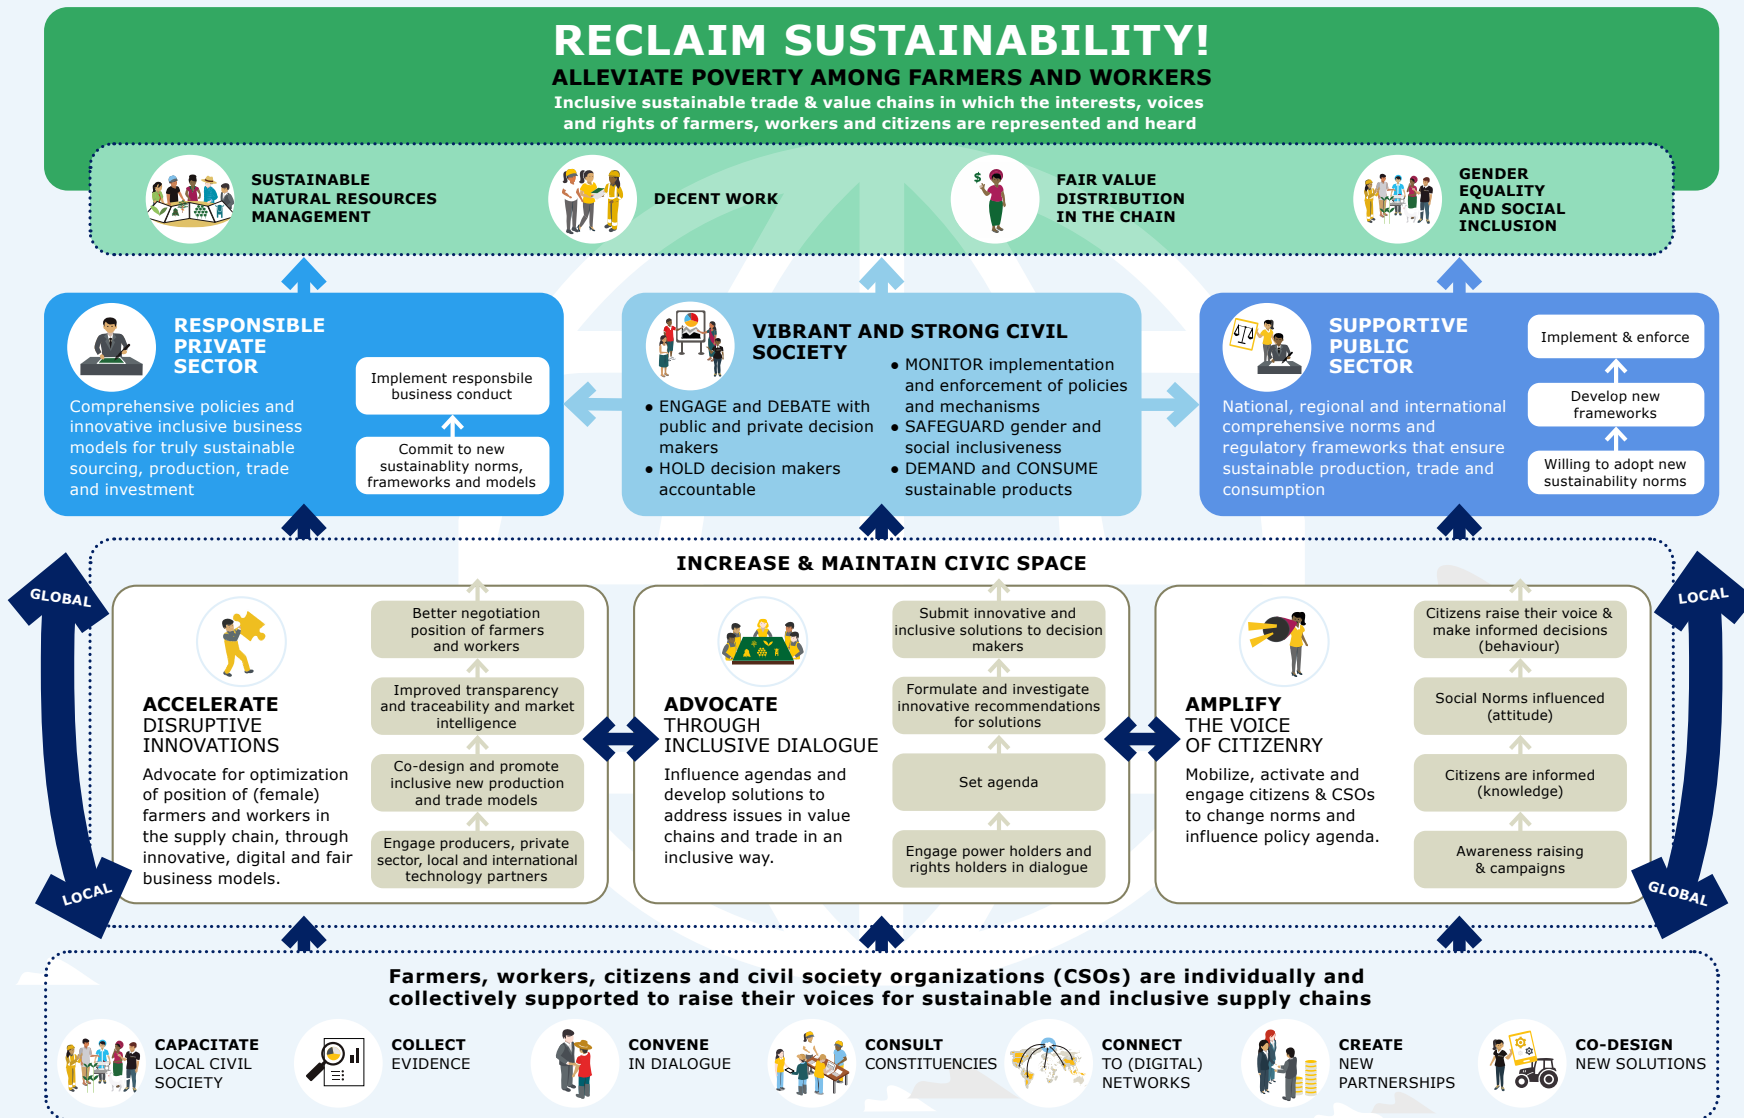 RECLAIM SUSTAINABILITY!
ALLEVIATE POVERTY AMONG FARMERS AND WORKERS
Inclusive sustainable trade & value chains in which the interests, voices
and rights of farmers, workers and citizens are represented and heard
SUSTAINABLE
NATURAL RESOURCES
MANAGEMENT
DECENT WORK
$
FAIR VALUE
DISTRIBUTION
IN THE CHAIN
GENDER
EQUALITY
AND SOCIAL
INCLUSION
RESPONSIBLE
PRIVATE
SECTOR
Comprehensive policies and
innovative inclusive business
models for truly sustainable
sourcing, production, trade
and investment
Implement responsbile
business conduct
Commit to new
sustainablity norms,
frameworks and models
VIBRANT AND STRONG CIVIL
SOCIETY
• ENGAGE and DEBATE with
public and private decision
makers
• HOLD decision makers
accountable
• MONITOR implementation
and enforcement of policies
and mechanisms
• SAFEGUARD gender and
social inclusiveness
• DEMAND and CONSUME
sustainable products
SUPPORTIVE
PUBLIC
SECTOR
National, regional and international
comprehensive norms and
regulatory frameworks that ensure
sustainable production, trade and
consumption
Implement & enforce
Develop new
frameworks
Willing to adopt new
sustainability norms
INCREASE & MAINTAIN CIVIC SPACE
GLOBAL
LOCAL
ACCELERATE
DISRUPTIVE
INNOVATIONS
Advocate for optimization
of position of (female)
farmers and workers in
the supply chain, through
innovative, digital and fair
business models.
Better negotiation
position of farmers
and workers
Improved transparency
and traceability and market
intelligence
Co-design and promote
inclusive new production
and trade models
Engage producers, private
sector, local and international
technology partners
ADVOCATE
THROUGH
INCLUSIVE DIALOGUE
Influence agendas and
develop solutions to
address issues in value
chains and trade in an
inclusive way.
Submit innovative and
inclusive solutions to decision
makers
Formulate and investigate
innovative recommendations
for solutions
Set agenda
Engage power holders and
rights holders in dialogue
AMPLIFY
THE VOICE
OF CITIZENRY
Mobilize, activate and
engage citizens & CSOs
to change norms and
influence policy agenda.
Citizens raise their voice &
make informed decisions
(behaviour)
Social Norms influenced
(attitude)
Citizens are informed
(knowledge)
Awareness raising
& campaigns
LOCAL
GLOBAL
Farmers, workers, citizens and civil society organizations (CSOs) are individually and
collectively supported to raise their voices for sustainable and inclusive supply chains
CAPACITATE
LOCAL CIVIL
SOCIETY
COLLECT
EVIDENCE
CONVENE
IN DIALOGUE
CONSULT
CONSTITUENCIES
CONNECT
TO (DIGITAL)
NETWORKS
CREATE
NEW
PARTNERSHIPS
CO-DESIGN
NEW SOLUTIONS